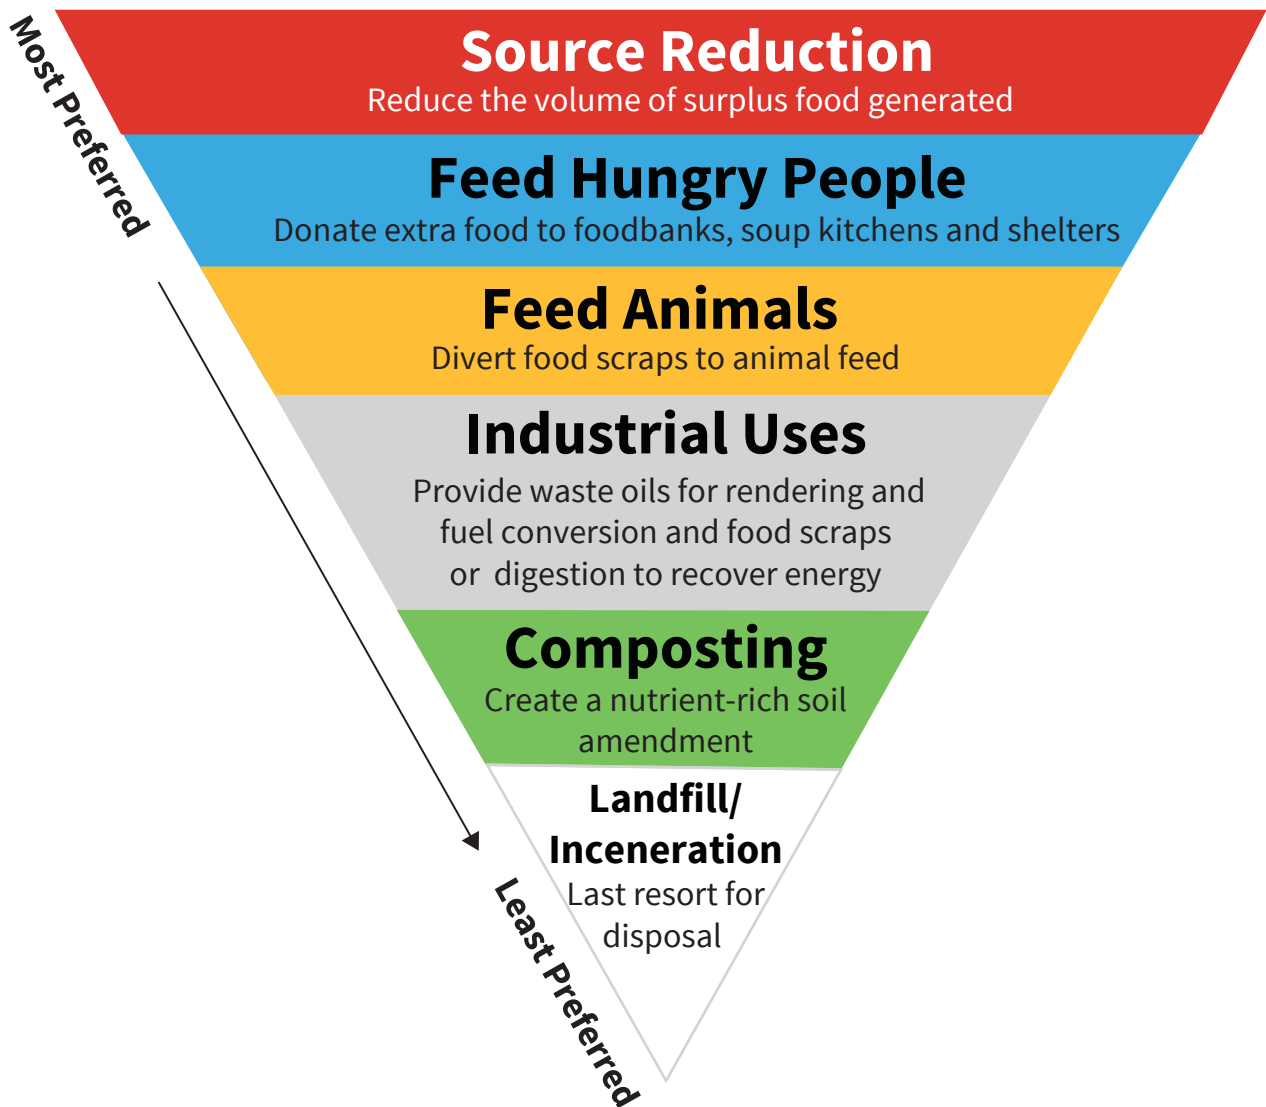 Most Preferred
Source Reduction
Reduce the volume of surplus food generated
Feed Hungry People
Donate extra food to foodbanks, soup kitchens and shelters
Feed Animals
Divert food scraps to animal feed
Industrial Uses
Provide waste oils for rendering and
fuel conversion and food scraps
or digestion to recover energy
Composting
Create a nutrient-rich soil
amendment
Landfill/
Inceneration
Last resort for
disposal
Least Preferred